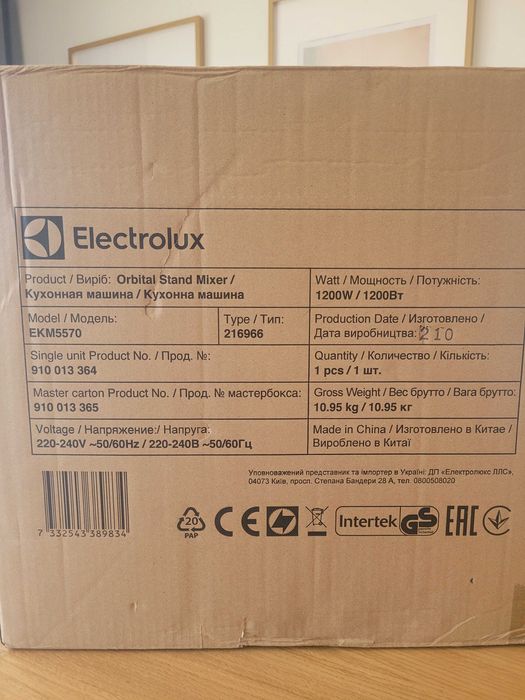 Electrolux
Product / Виріб: Orbital Stand Mixer /
Кухонная машина / Кухонна машина
Watt / Мощность / Потужність:
1200W / 1200Вт
Model / Модель:
EKM5570
Type / Тип:
216966
Production Date / Изготовлено /
Дата виробництва: 210
Single unit Product No. / Прод. №:
910 013 364
Quantity / Количество / Кількість:
1 pcs / 1 шт.
Master carton Product No. / Прод. № мастербокса:
910 013 365
Gross Weight / Вес брутто / Вага брутто:
10.95 kg / 10.95 кг
Voltage / Напряжение:/ Напруга:
220-240V ~50/60Hz / 220-240В ~50/60Гц
Made in China / Изготовлено в Китае /
Вироблено в Китаї
Уповноважений представник та імпортер в Україні: ДП «Електролюкс ЛЛС»,
04073 Київ, просп. Степана Бандери 28 А, тел. 0800508020
7 332543 389834
20
PAP
CE
Intertek
GS
EAC